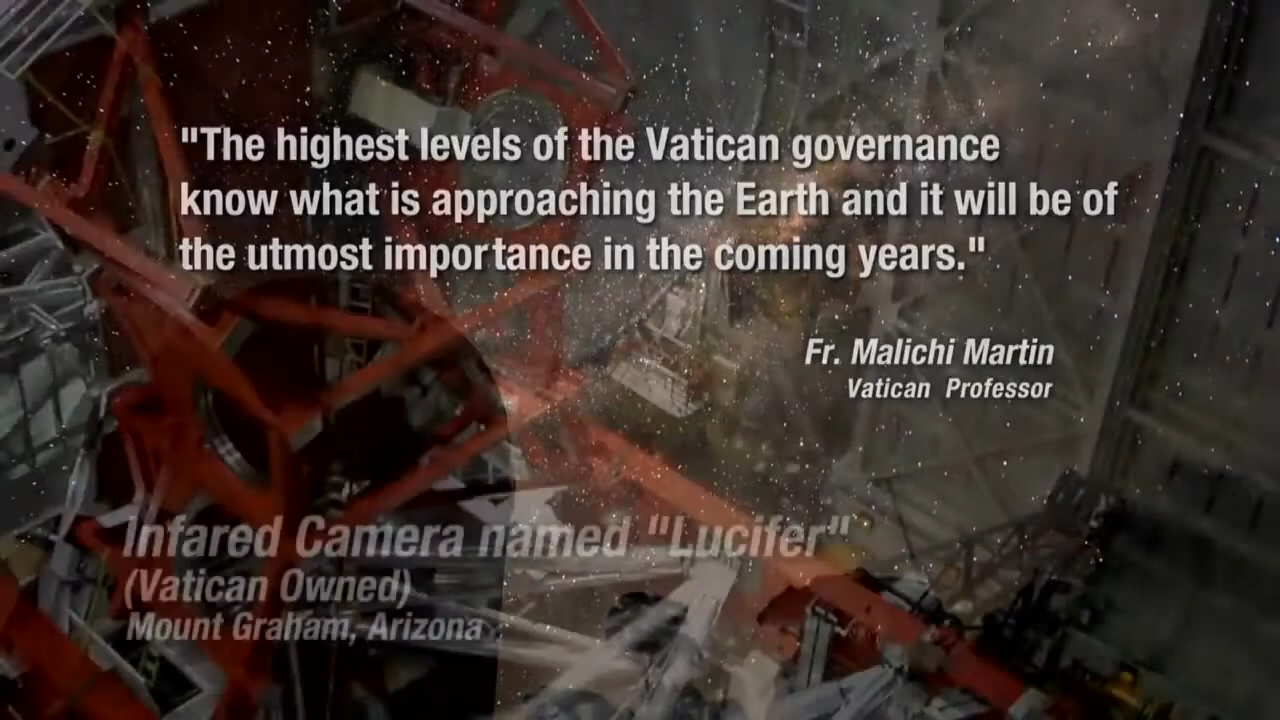 "The highest levels of the Vatican governance
know what is approaching the Earth and it will be of
the utmost importance in the coming years."
Fr. Malichi Martin
Vatican Professor
Infared Camera named "Lucifer"
(Vatican Owned)
Mount Graham, Arizona